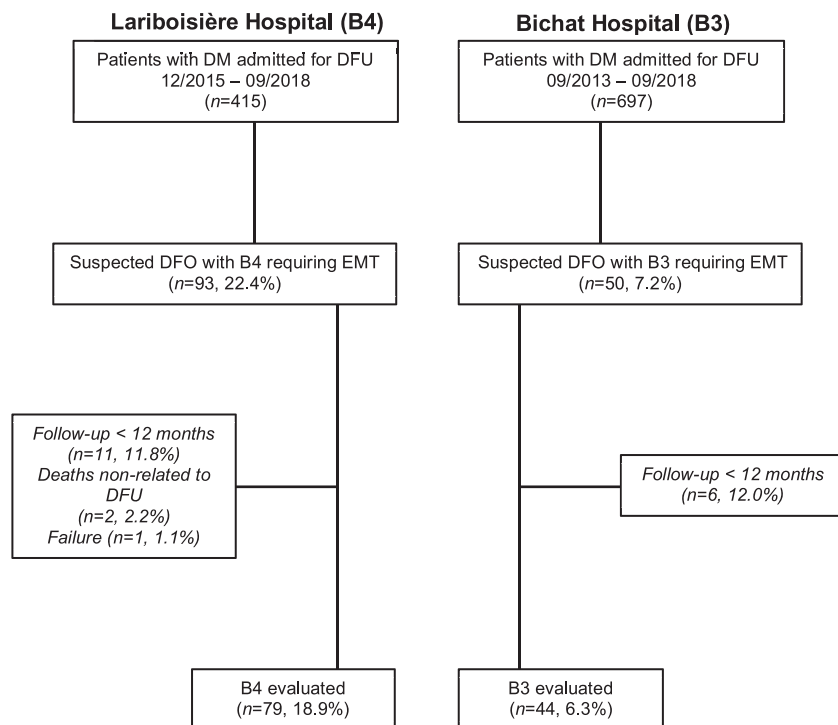 Lariboisière Hospital (B4)
Patients with DM admitted for DFU
12/2015 – 09/2018
(n=415)
Suspected DFO with B4 requiring EMT
(n=93, 22.4%)
Follow-up < 12 months
(n=11, 11.8%)
Deaths non-related to
DFU
(n=2, 2.2%)
Failure (n=1, 1.1%)
B4 evaluated
(n=79, 18.9%)
Bichat Hospital (B3)
Patients with DM admitted for DFU
09/2013 – 09/2018
(n=697)
Suspected DFO with B3 requiring EMT
(n=50, 7.2%)
Follow-up < 12 months
(n=6, 12.0%)
B3 evaluated
(n=44, 6.3%)